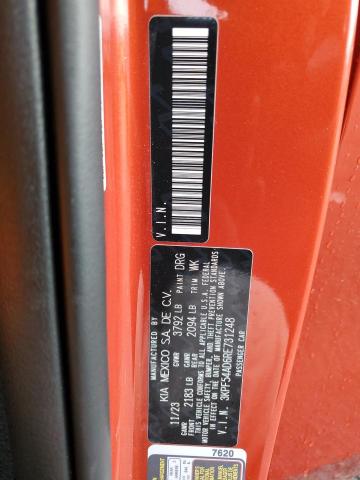 V.I.N.
KIA MEXICO S.A. DE C.V.
11/23 GVWR 3792 LB PAINT DRG
GAWR FRONT 2183 LB GAWR REAR 2094 LB TRIM WK
THIS VEHICLE CONFORMS TO ALL APPLICABLE U.S.A. FEDERAL
MOTOR VEHICLE SAFETY, BUMPER, AND THEFT PREVENTION STANDARDS
IN EFFECT ON THE DATE OF MANUFACTURE SHOWN ABOVE.
V.I.N. : 3KPF54AD6RE731248
PASSENGER CAR
7620